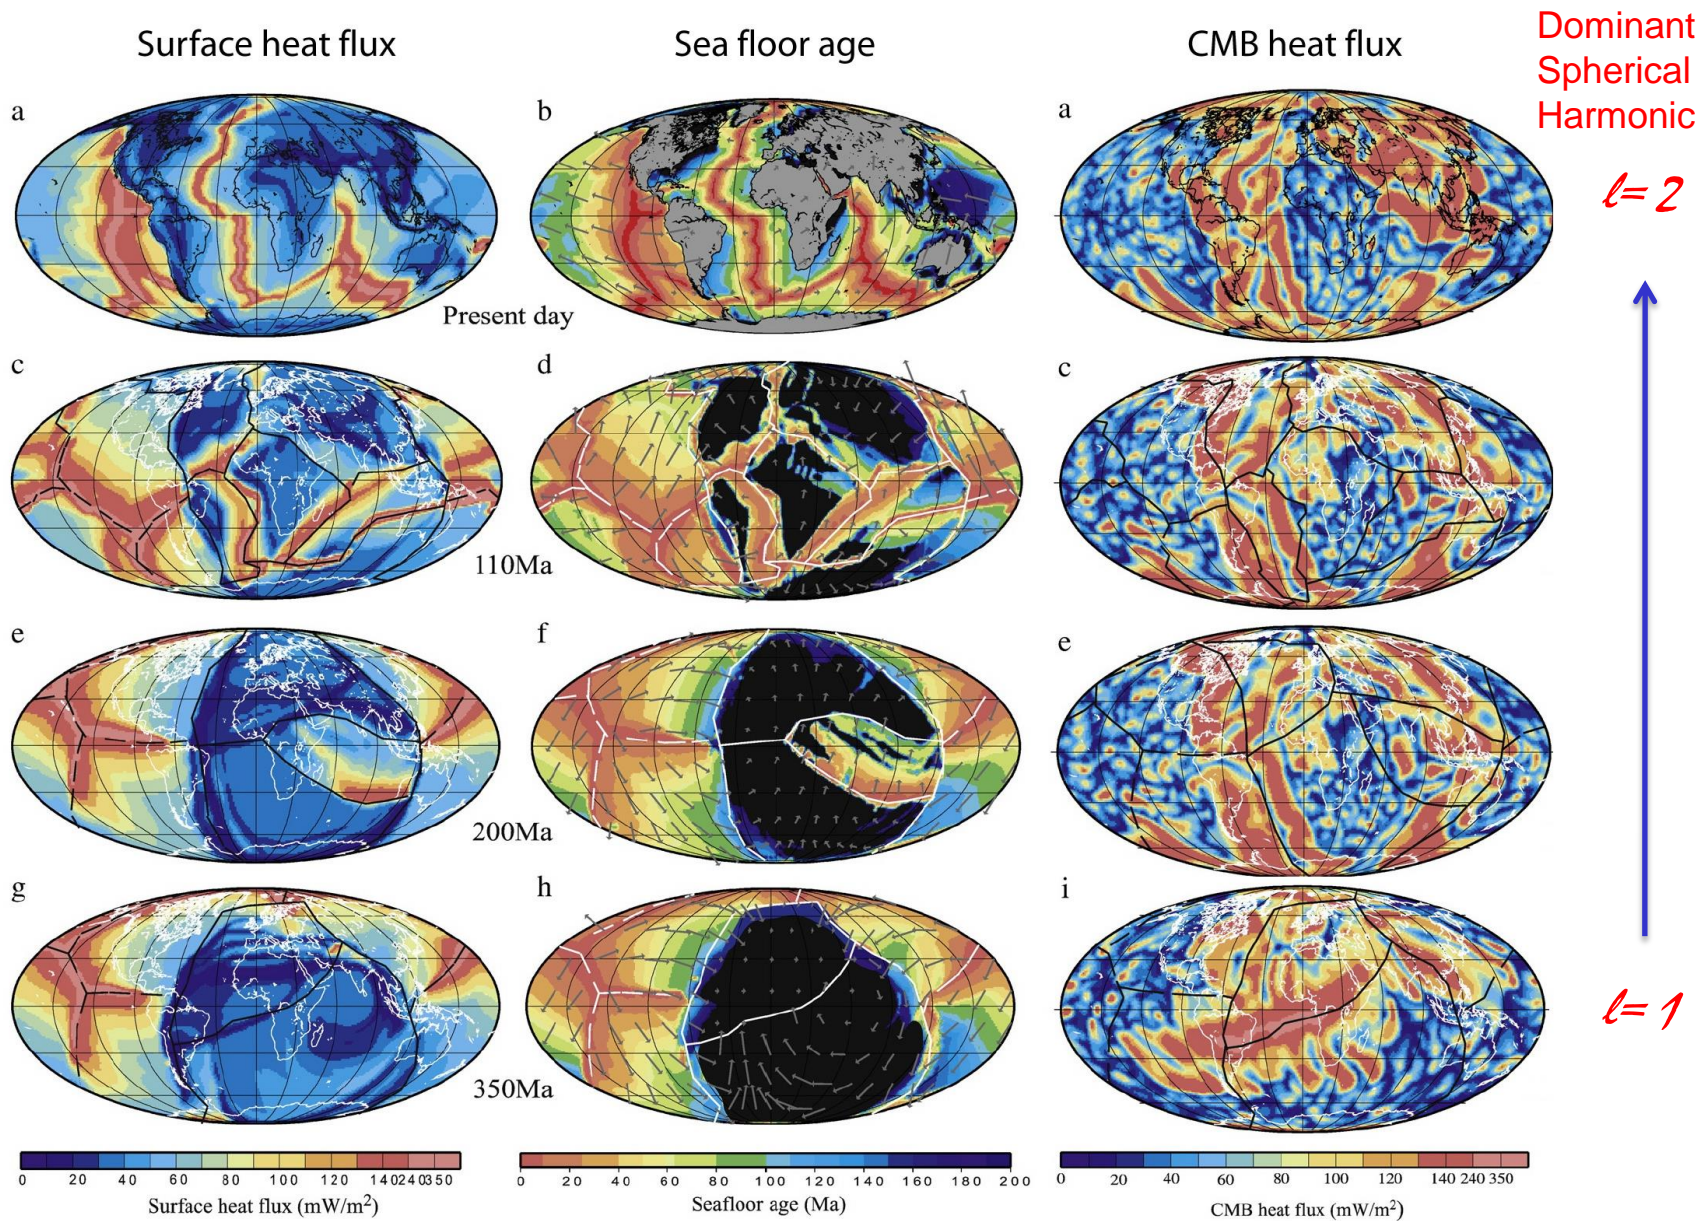 Surface heat flux
Sea floor age
CMB heat flux
Dominant
Spherical
Harmonic
a
b
a
ℓ= 2
Present day
c
d
c
110Ma
e
f
e
200Ma
g
h
i
ℓ= 1
350Ma
0 20 40 60 80 100 120 140 240 350
Surface heat flux (mW/m²)
0 20 40 60 80 100 120 140 160 180 200
Seafloor age (Ma)
0 20 40 60 80 100 120 140 240 350
CMB heat flux (mW/m²)